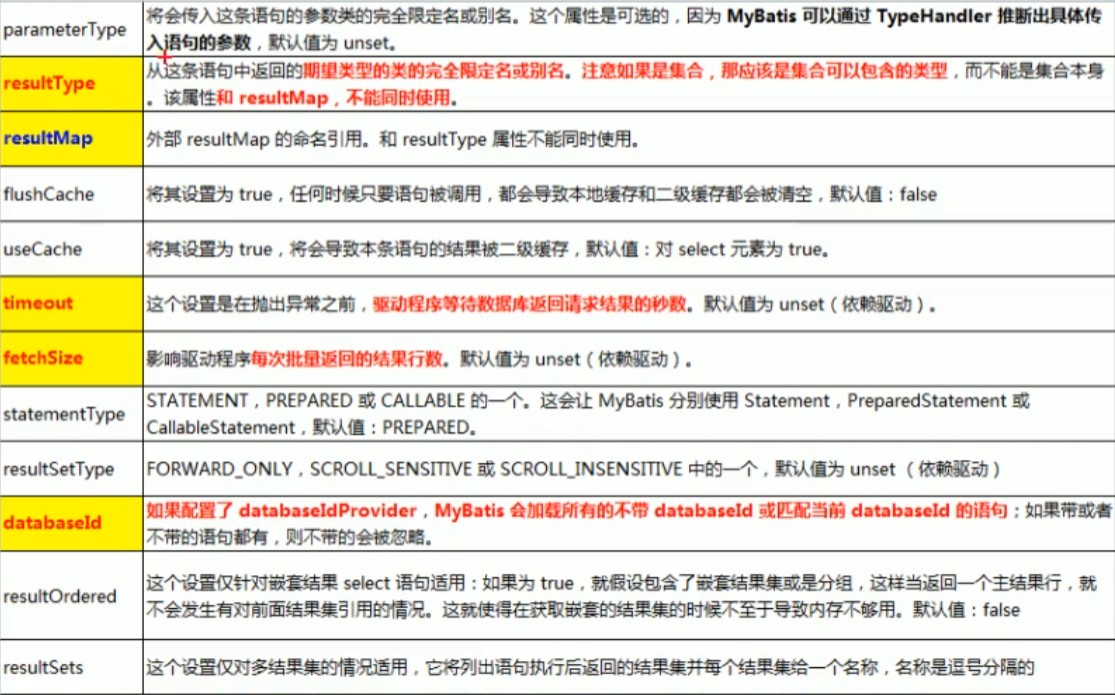 parameterType
将会传入这条语句的参数类的完全限定名或别名。这个属性是可选的，因为 MyBatis 可以通过 TypeHandler 推断出具体传
入语句的参数，默认值为 unset。
resultType
从这条语句中返回的期望类型的类的完全限定名或别名。注意如果是集合，那应该是集合可以包含的类型，而不能是集合本身
。该属性和 resultMap，不能同时使用。
resultMap
外部 resultMap 的命名引用。和 resultType 属性不能同时使用。
flushCache
将其设置为 true，任何时候只要语句被调用，都会导致本地缓存和二级缓存都会被清空，默认值：false
useCache
将其设置为 true，将会导致本条语句的结果被二级缓存，默认值：对 select 元素为 true。
timeout
这个设置是在抛出异常之前，驱动程序等待数据库返回请求结果的秒数。默认值为 unset（依赖驱动）。
fetchSize
影响驱动程序每次批量返回的结果行数。默认值为 unset（依赖驱动）。
statementType
STATEMENT，PREPARED 或 CALLABLE 的一个。这会让 MyBatis 分别使用 Statement，PreparedStatement 或
CallableStatement，默认值：PREPARED。
resultSetType
FORWARD_ONLY，SCROLL_SENSITIVE 或 SCROLL_INSENSITIVE 中的一个，默认值为 unset （依赖驱动）
databaseId
如果配置了 databaseIdProvider，MyBatis 会加载所有的不带 databaseId 或匹配当前 databaseId 的语句；如果带或者
不带的语句都有，则不带的会被忽略。
resultOrdered
这个设置仅针对嵌套结果 select 语句适用：如果为 true，就假设包含了嵌套结果集或是分组，这样当返回一个主结果行，就
不会发生有对前面结果集引用的情况。这就使得在获取嵌套的结果集的时候不至于导致内存不够用。默认值：false
resultSets
这个设置仅对多结果集的情况适用，它将列出语句执行后返回的结果集并每个结果集给一个名称，名称是逗号分隔的